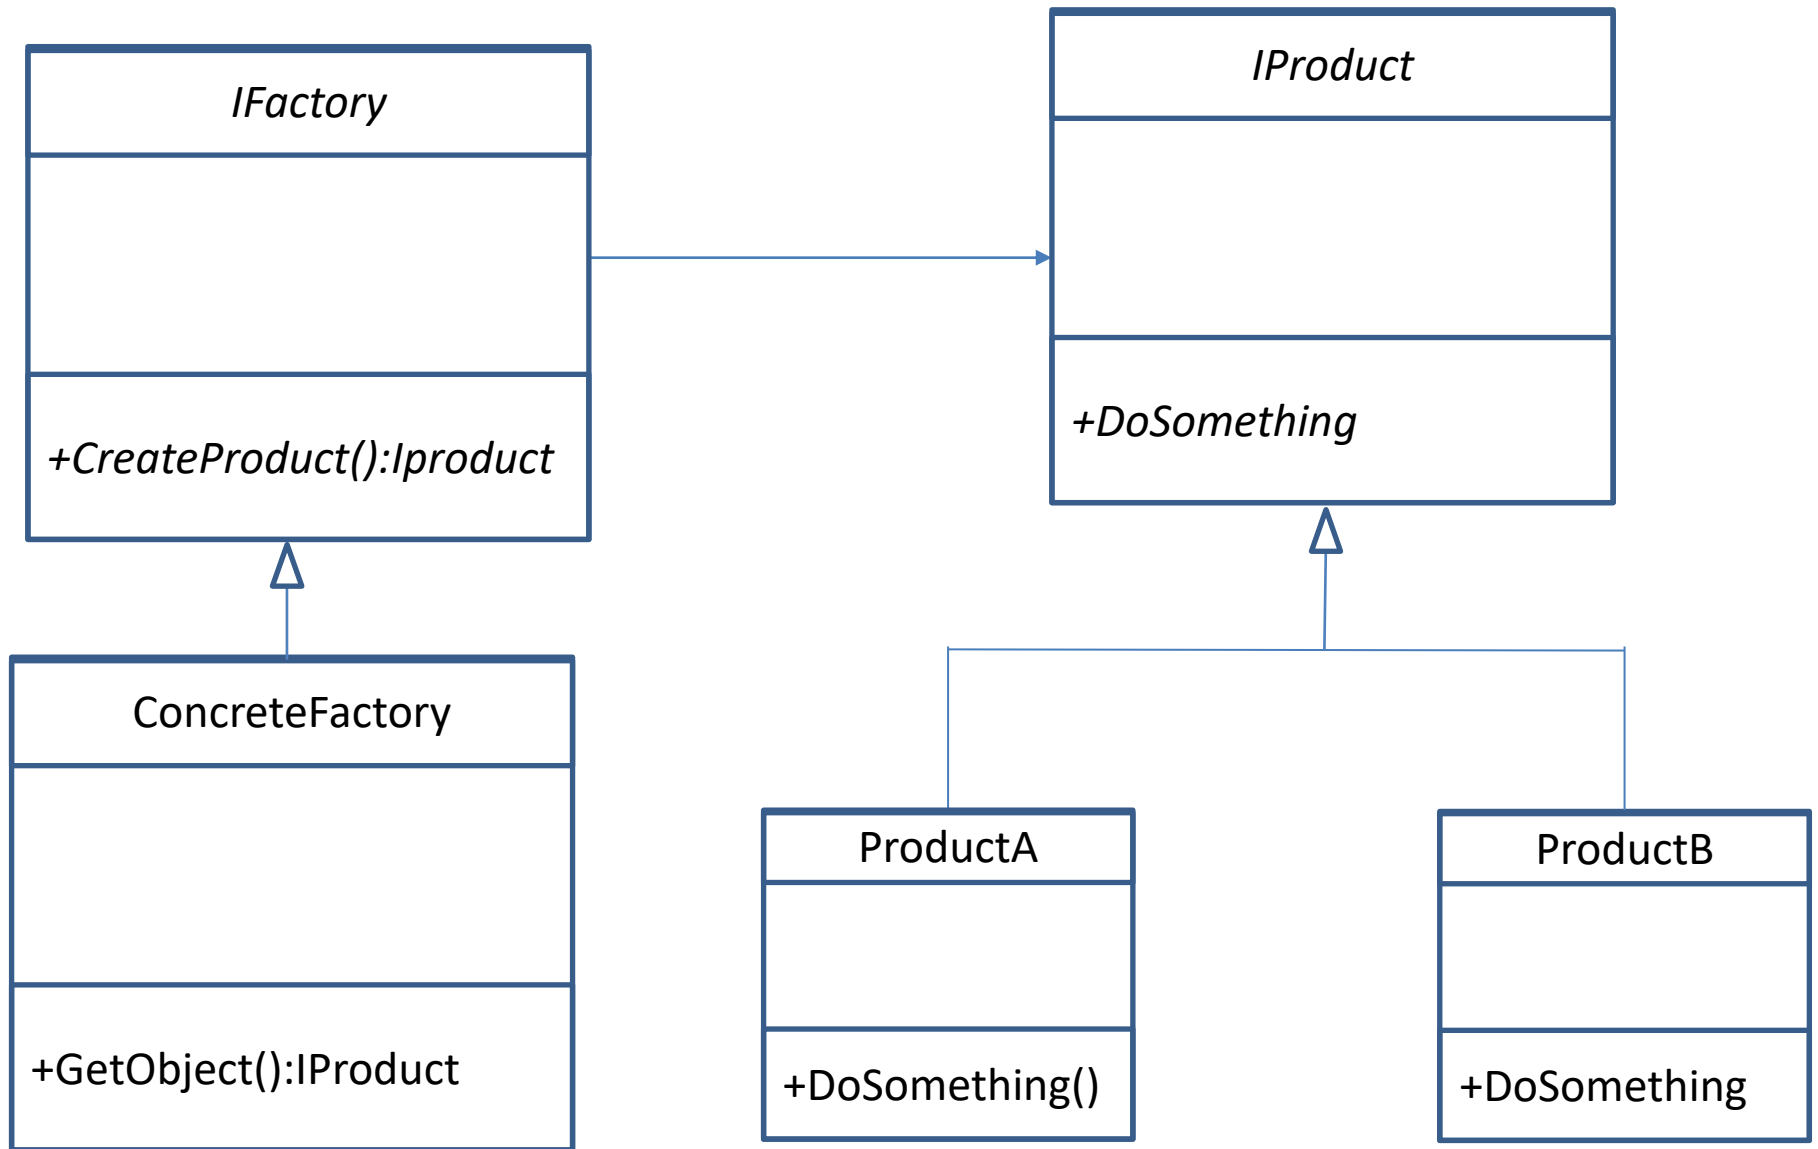 IFactory
+CreateProduct():Iproduct
IProduct
+DoSomething
ConcreteFactory
+GetObject():IProduct
ProductA
+DoSomething()
ProductB
+DoSomething